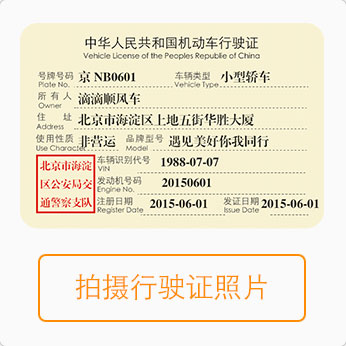 中华人民共和国机动车行驶证
Vehicle License of the Peoples Republie of China
号牌号码 京 NB0601 车辆类型 小型轿车
Plate No. Vehicle Type
所 有 人 滴滴顺风车
Owner
住 址 北京市海淀区上地五街华胜大厦
Address
使用性质 非营运 品牌型号 遇见美好你我同行
Use Character Model
北京市海淀
区公安局交
通警察支队
车辆识别代号 1988-07-07
VIN
发动机号码 20150601
Engine No.
注册日期 2015-06-01 发证日期 2015-06-01
Register Date Issue Date
拍摄行驶证照片